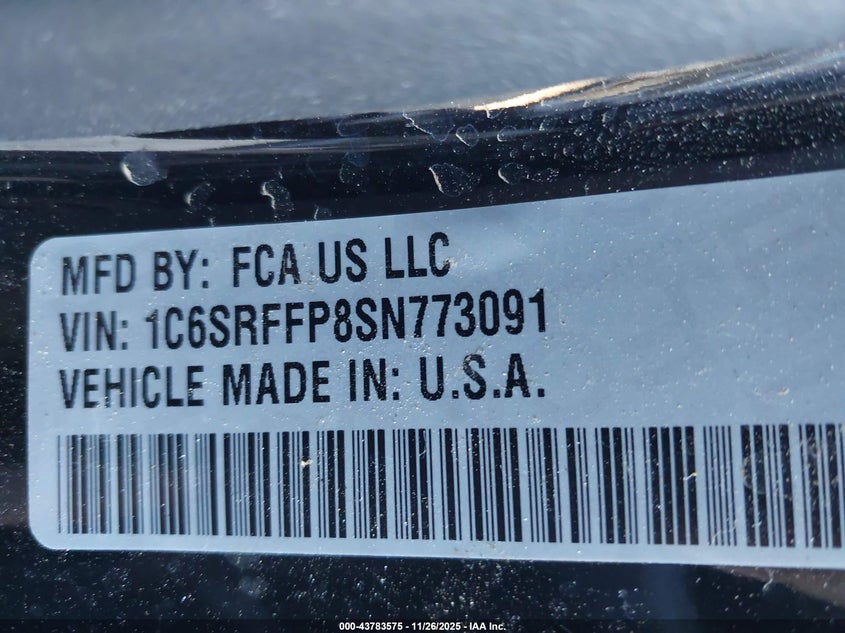 MFD BY: FCA US LLC
VIN: 1C6SRFFP8SN773091
VEHICLE MADE IN: U.S.A.
000-43783575 - 11/26/2025 - IAA Inc.